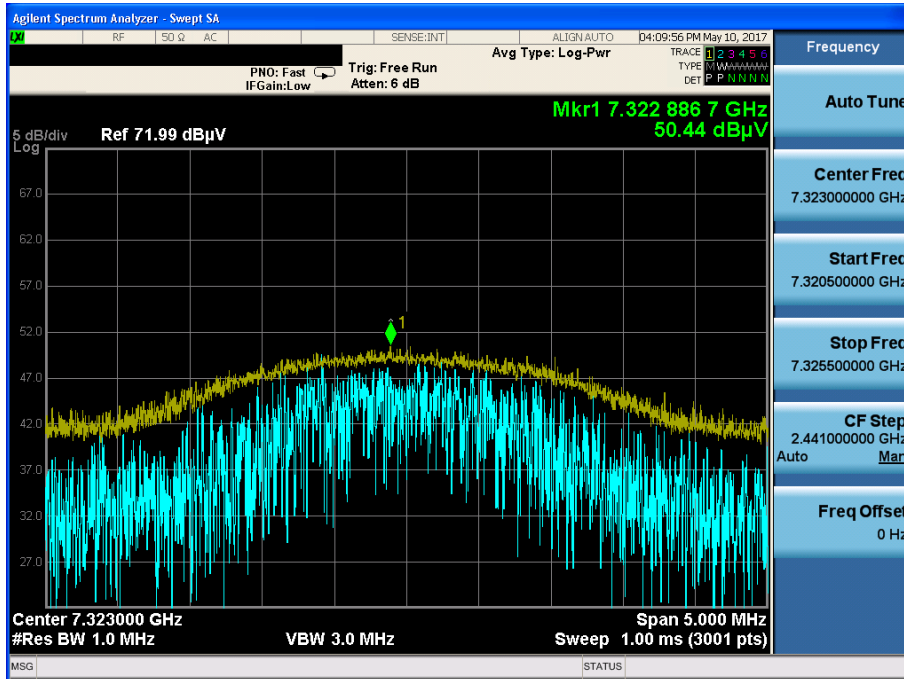 Agilent Spectrum Analyzer - Swept SA
LXI RF 50 Ω AC SENSE:INT ALIGN AUTO 04:09:56 PM May 10, 2017
PNO: Fast
IFGain:Low
Trig: Free Run
Atten: 6 dB
Avg Type: Log-Pwr
TRACE 1 2 3 4 5 6
TYPE M W W W W W
DET P P N N N N
Mkr1 7.322 886 7 GHz
50.44 dBµV
5 dB/div Ref 71.99 dBµV
Log
67.0
62.0
57.0
52.0
47.0
42.0
37.0
32.0
27.0
1
Center 7.323000 GHz Span 5.000 MHz
#Res BW 1.0 MHz VBW 3.0 MHz Sweep 1.00 ms (3001 pts)
MSG STATUS
Frequency
Auto Tune
Center Freq
7.323000000 GHz
Start Freq
7.320500000 GHz
Stop Freq
7.325500000 GHz
CF Step
2.441000000 GHz
Auto Man
Freq Offset
0 Hz